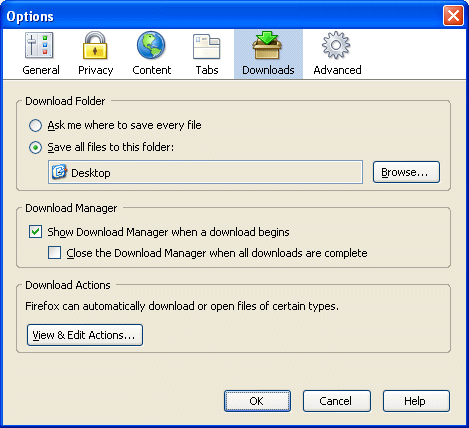 Options
General Privacy Content Tabs Downloads Advanced
Download Folder
Ask me where to save every file
Save all files to this folder:
Desktop Browse...
Download Manager
Show Download Manager when a download begins
Close the Download Manager when all downloads are complete
Download Actions
Firefox can automatically download or open files of certain types.
View & Edit Actions...
OK Cancel Help